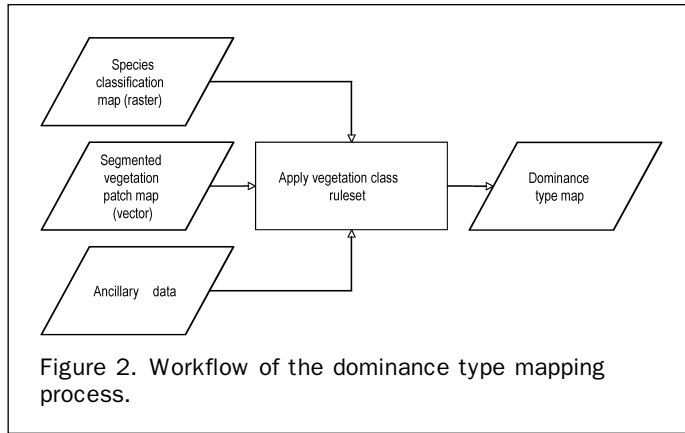 Species
classification
map (raster)
Segmented
vegetation
patch map
(vector)
Apply vegetation class
ruleset
Dominance
type map
Ancillary data
Figure 2. Workflow of the dominance type mapping
process.